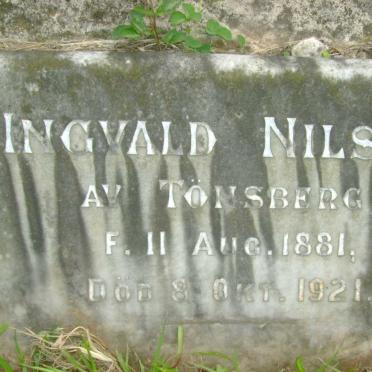 INGVALD NILS
AV TÖNSBERG
F. 11 AUG. 1881,
DÖD 8 OKT. 1921.